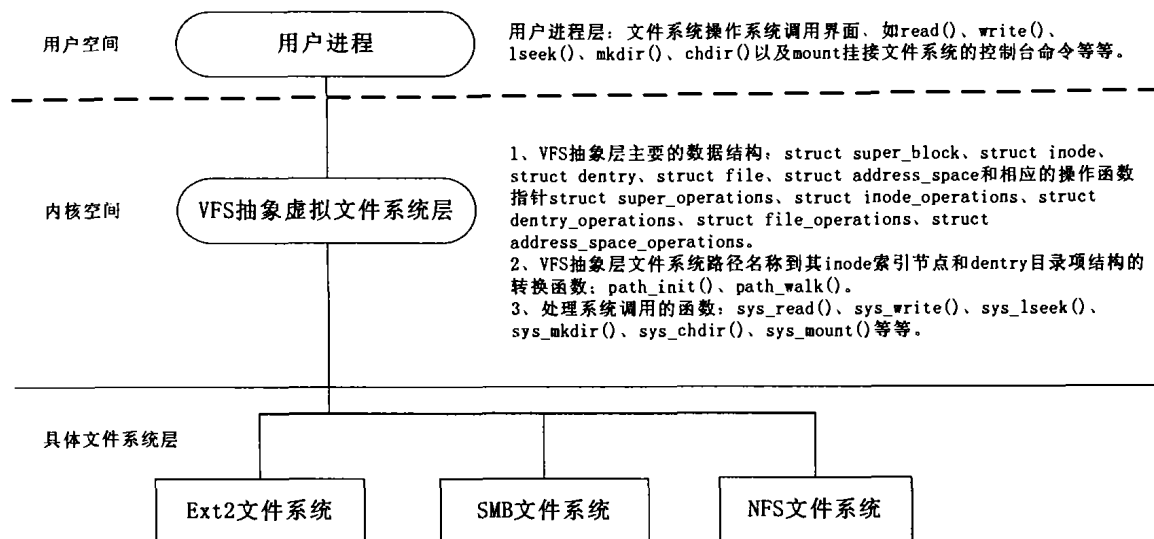 用户空间
用户进程
用户进程层：文件系统操作系统调用界面、如read()、write()、
lseek()、mkdir()、chdir()以及mount挂接文件系统的控制台命令等等。
内核空间
VFS抽象虚拟文件系统层
1、VFS抽象层主要的数据结构：struct super_block、struct inode、
struct dentry、struct file、struct address_space和相应的操作函数
指针struct super_operations、struct inode_operations、struct
dentry_operations、struct file_operations、struct
address_space_operations。
2、VFS抽象层文件系统路径名称到其inode索引节点和dentry目录项结构的
转换函数：path_init()、path_walk()。
3、处理系统调用的函数：sys_read()、sys_write()、sys_lseek()、
sys_mkdir()、sys_chdir()、sys_mount()等等。
具体文件系统层
Ext2文件系统
SMB文件系统
NFS文件系统